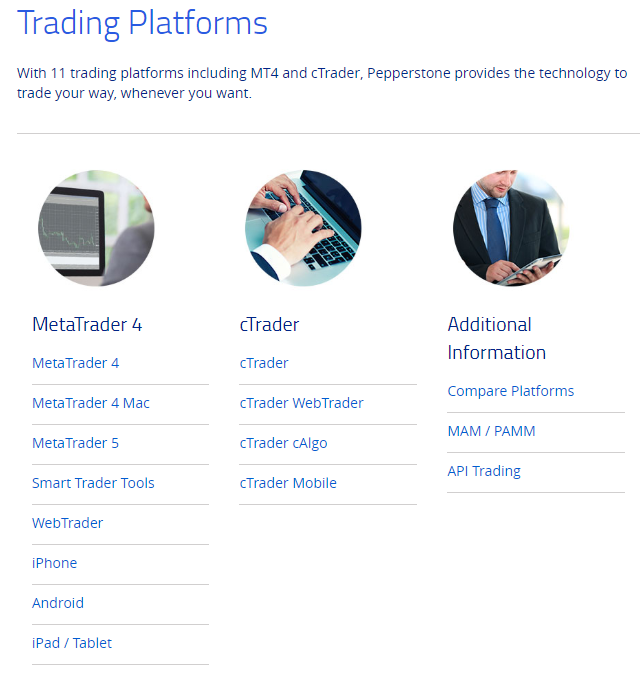 Trading Platforms
With 11 trading platforms including MT4 and cTrader, Pepperstone provides the technology to
trade your way, whenever you want.
MetaTrader 4
MetaTrader 4
MetaTrader 4 Mac
MetaTrader 5
Smart Trader Tools
WebTrader
iPhone
Android
iPad / Tablet
cTrader
cTrader
cTrader WebTrader
cTrader cAlgo
cTrader Mobile
Additional
Information
Compare Platforms
MAM / PAMM
API Trading